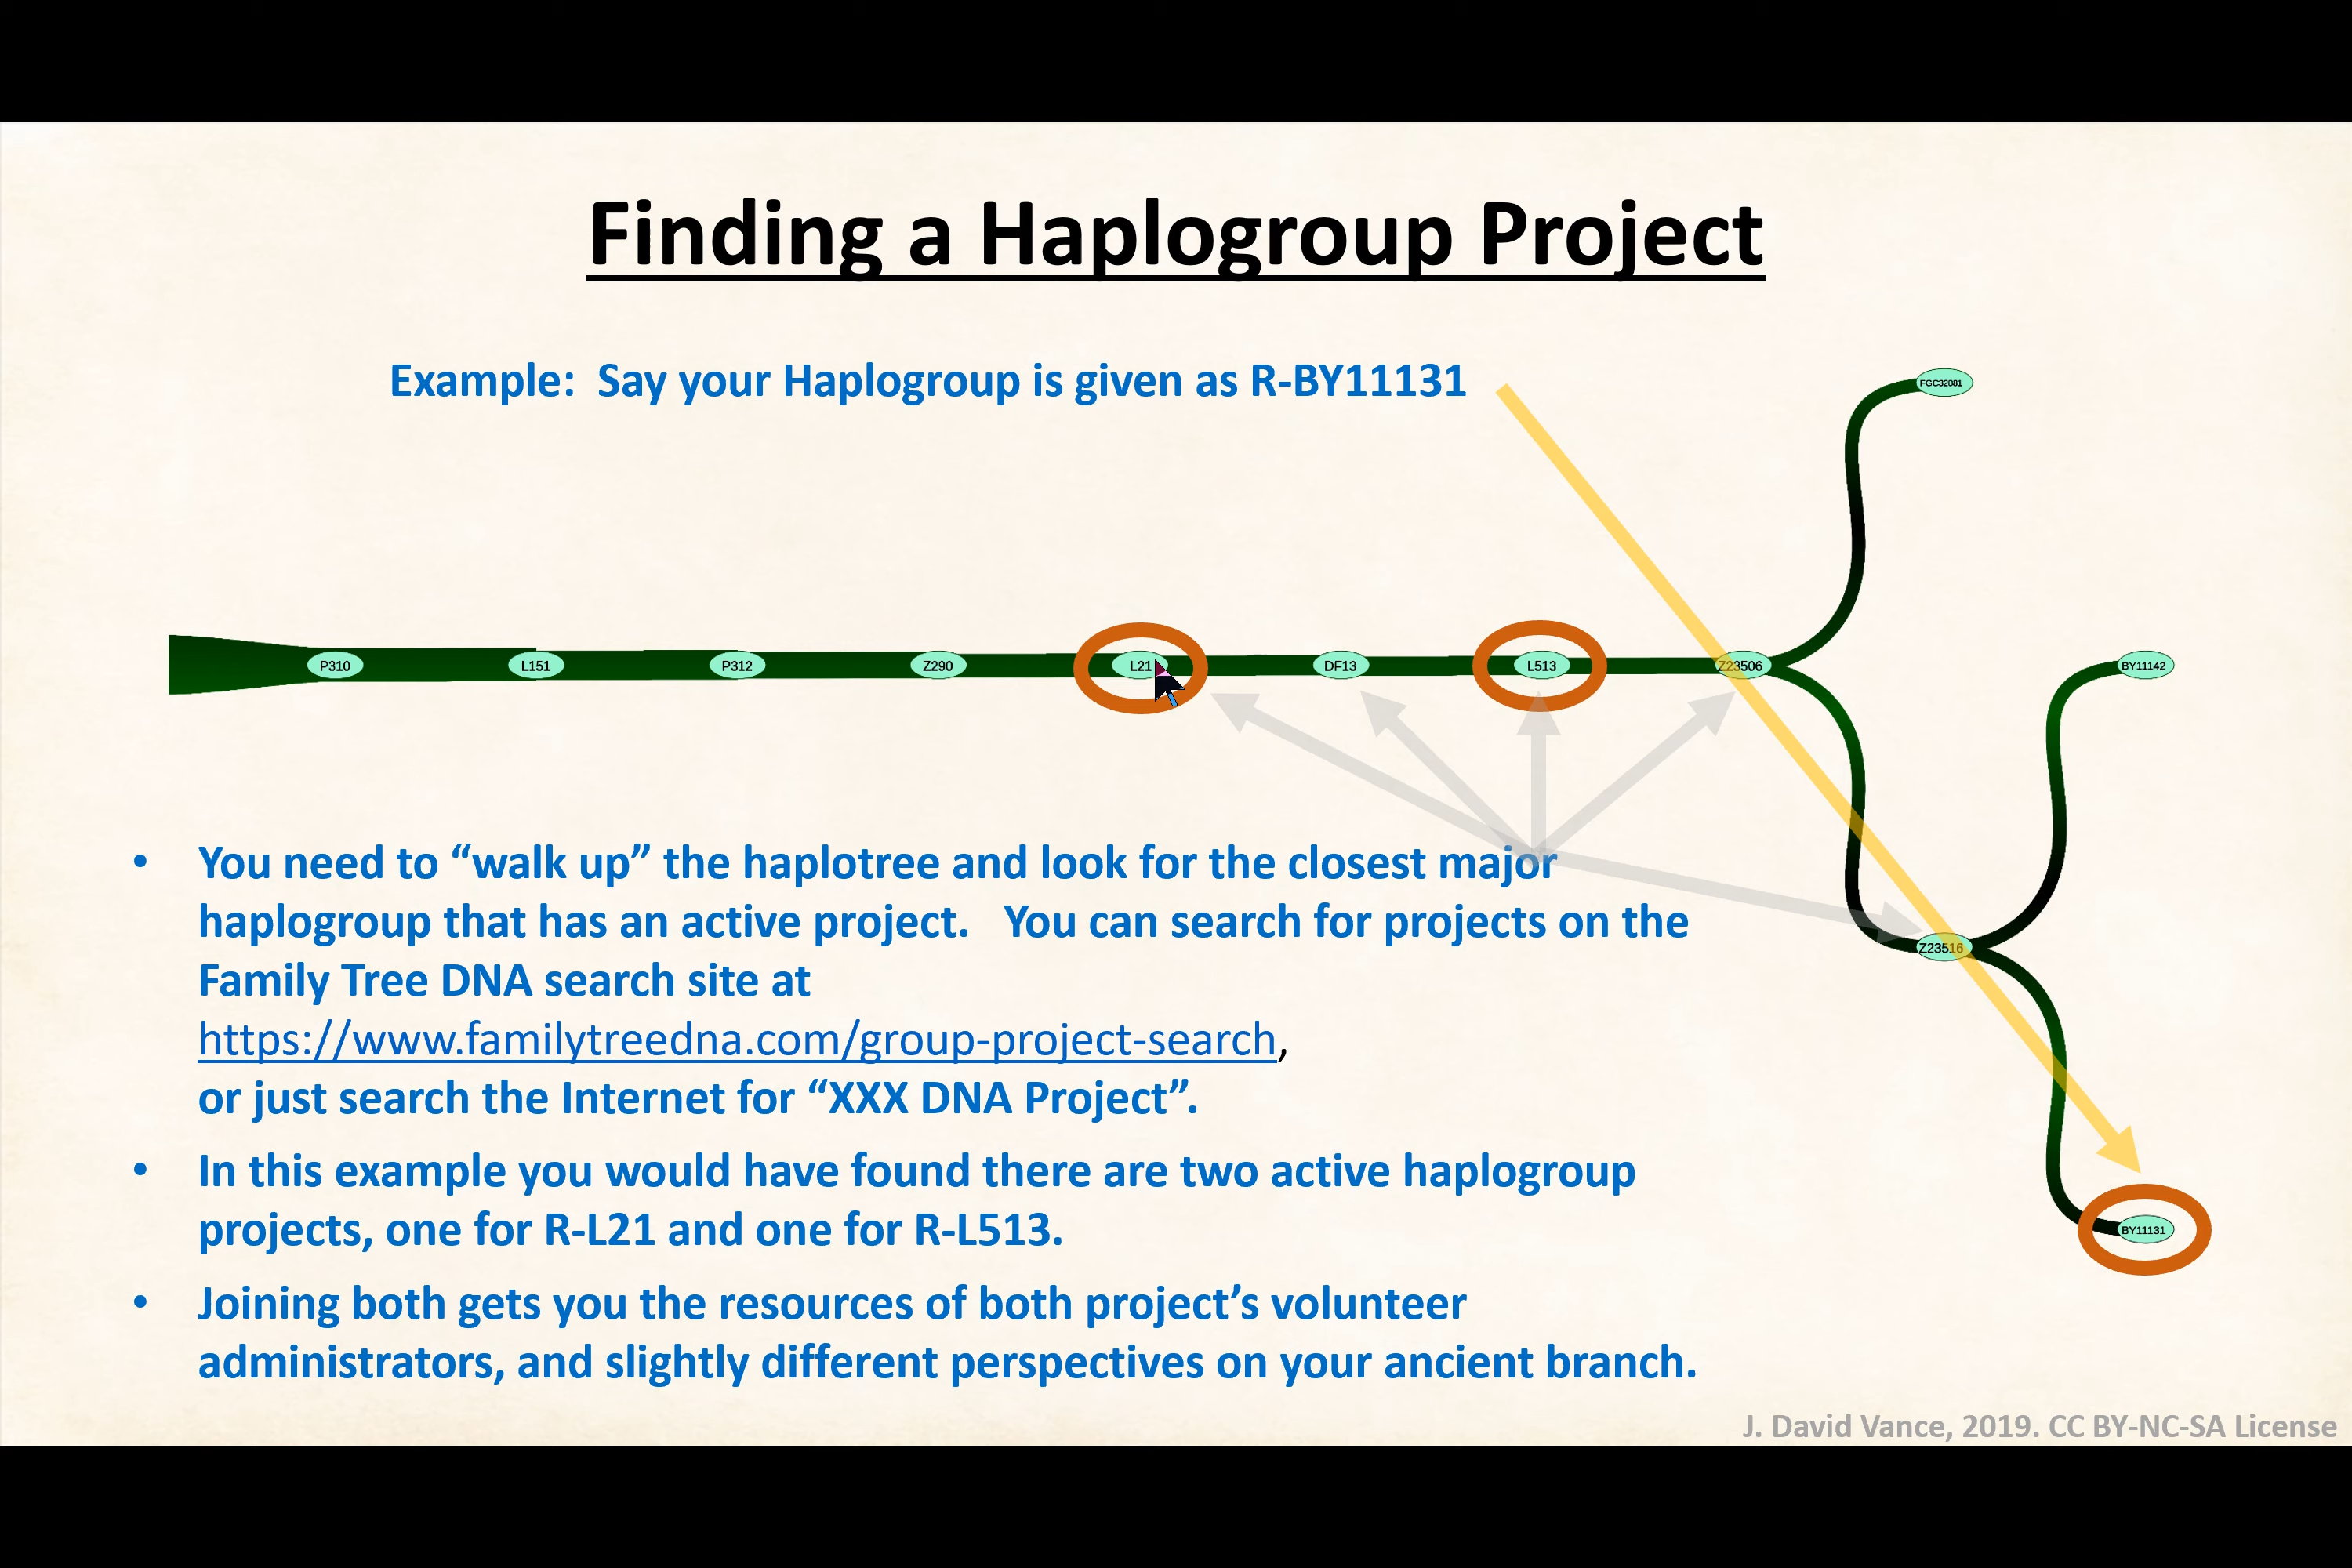 Finding a Haplogroup Project
Example:  Say your Haplogroup is given as R-BY11131
FGC32081
P310
L151
P312
Z290
L21
DF13
L513
Z23506
BY11142
Z23516
BY11131
• You need to “walk up” the haplotree and look for the closest major
haplogroup that has an active project.   You can search for projects on the
Family Tree DNA search site at
https://www.familytreedna.com/group-project-search,
or just search the Internet for “XXX DNA Project”.
• In this example you would have found there are two active haplogroup
projects, one for R-L21 and one for R-L513.
• Joining both gets you the resources of both project’s volunteer
administrators, and slightly different perspectives on your ancient branch.
J. David Vance, 2019. CC BY-NC-SA License